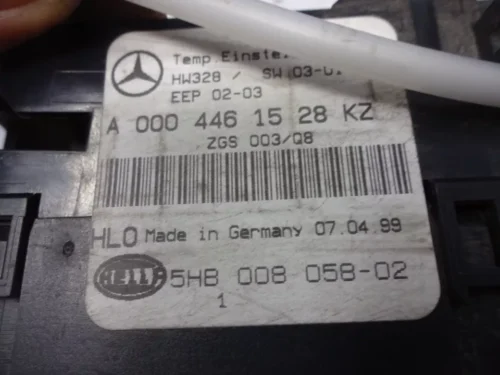 Temp.Einste
HW328 / SW 03-0
EEP 02-03
A 000 446 15 28 KZ
ZGS 003/Q8
HLO Made in Germany 07.04.99
HELLA 5HB 008 058-02
1